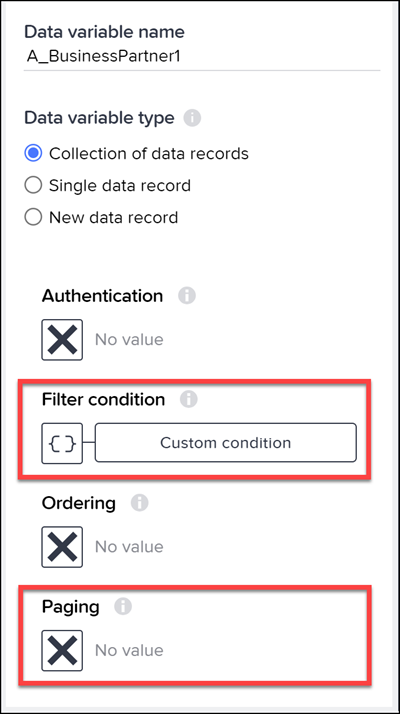 Data variable name
A_BusinessPartner1
Data variable type
Collection of data records
Single data record
New data record
Authentication
No value
Filter condition
Custom condition
Ordering
No value
Paging
No value